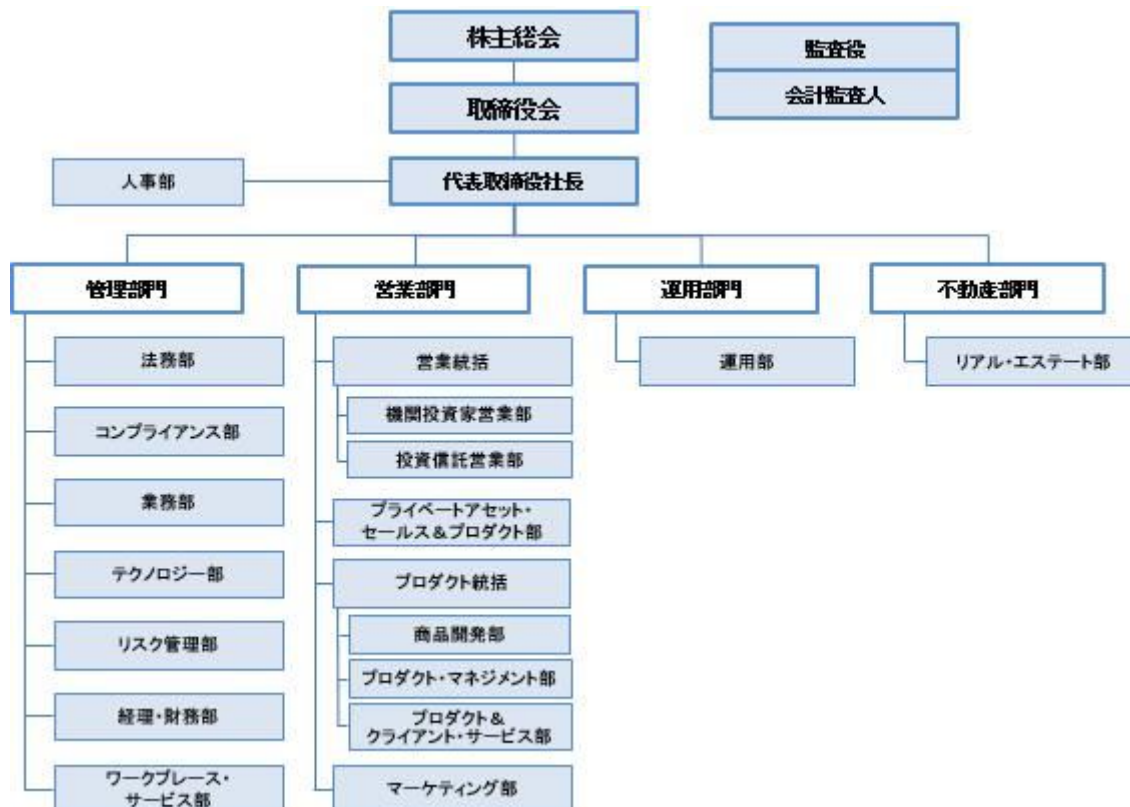 株主総会
監査役
会計監査人
取締役会
人事部
代表取締役社長
管理部門
法務部
コンプライアンス部
業務部
テクノロジー部
リスク管理部
経理・財務部
ワークプレース・
サービス部
営業部門
営業統括
機関投資家営業部
投資信託営業部
プライベートアセット・
セールス&プロダクト部
プロダクト統括
商品開発部
プロダクト・マネジメント部
プロダクト&
クライアント・サービス部
マーケティング部
運用部門
運用部
不動産部門
リアル・エステート部